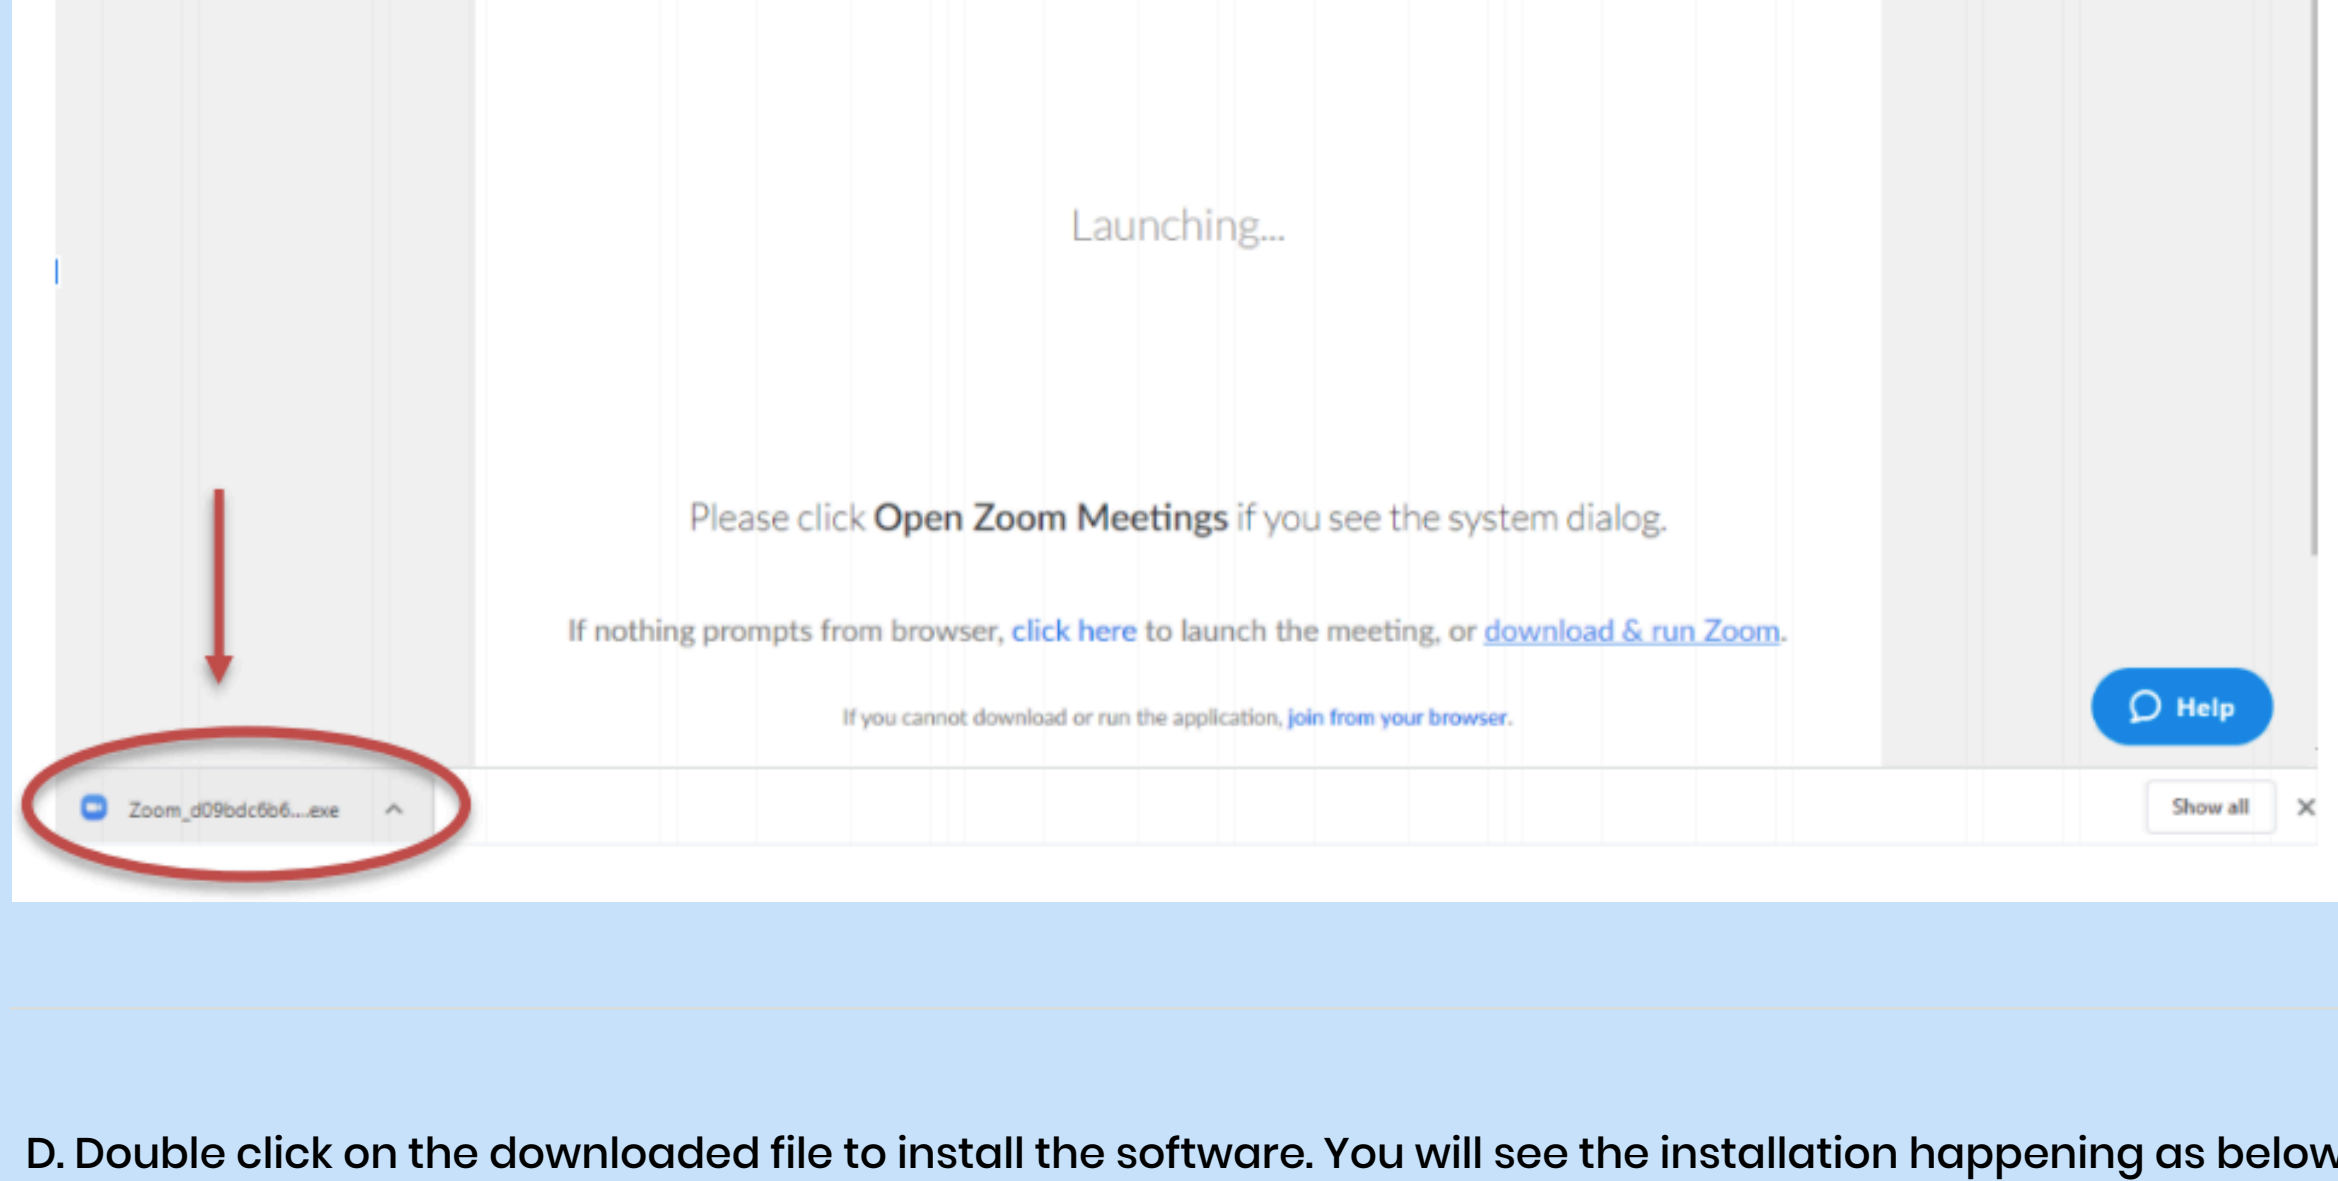 Launching...
Please click Open Zoom Meetings if you see the system dialog.
If nothing prompts from browser, click here to launch the meeting, or download & run Zoom.
If you cannot download or run the application, join from your browser.
Help
Zoom_d09bdc6b6....exe
Show all
D. Double click on the downloaded file to install the software. You will see the installation happening as below